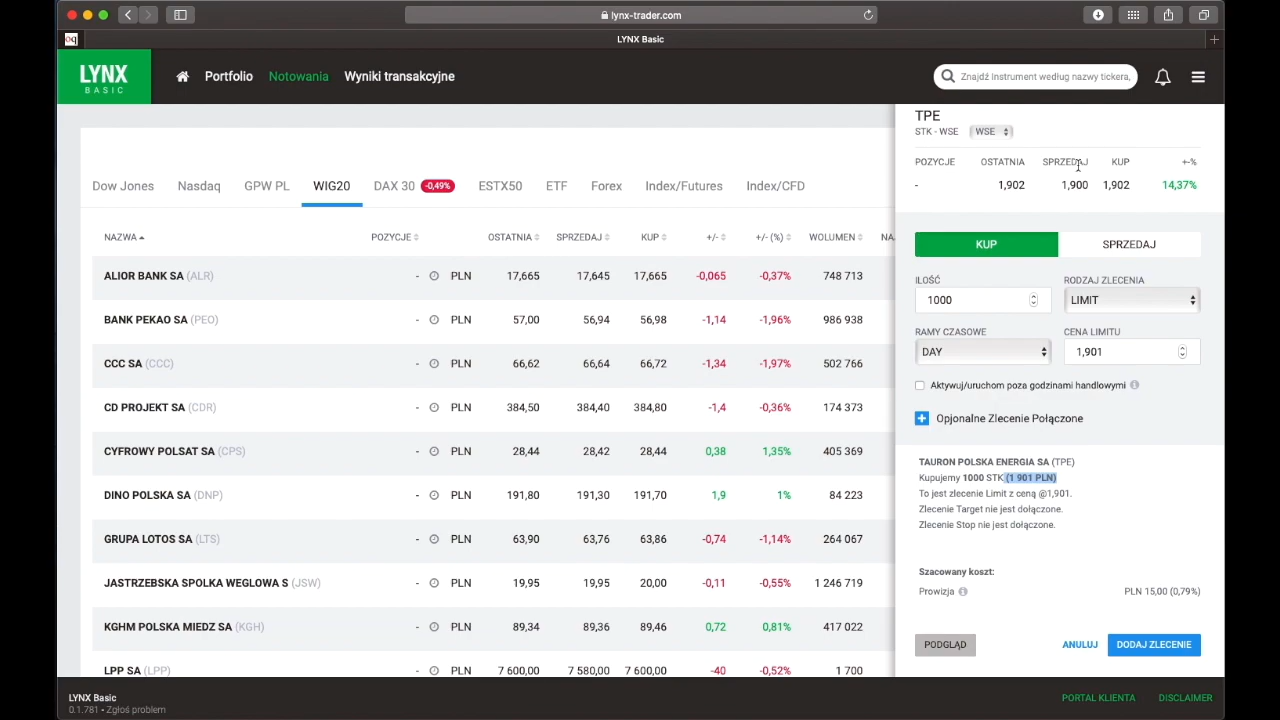 lynx-trader.com
LYNX Basic
LYNX
BASIC
Portfolio
Notowania
Wyniki transakcyjne
Znajdź instrument według nazwy tickera,
Dow Jones
Nasdaq
GPW PL
WIG20
DAX 30 -0,49%
ESTX50
ETF
Forex
Index/Futures
Index/CFD
NAZWA POZYCJE OSTATNIA SPRZEDAJ KUP +/- +/- (%) WOLUMEN NA
ALIOR BANK SA (ALR) - PLN 17,665 17,645 17,665 -0,065 -0,37% 748 713
BANK PEKAO SA (PEO) - PLN 57,00 56,94 56,98 -1,14 -1,96% 986 938
CCC SA (CCC) - PLN 66,62 66,64 66,72 -1,34 -1,97% 502 766
CD PROJEKT SA (CDR) - PLN 384,50 384,40 384,80 -1,4 -0,36% 174 373
CYFROWY POLSAT SA (CPS) - PLN 28,44 28,42 28,44 0,38 1,35% 405 369
DINO POLSKA SA (DNP) - PLN 191,80 191,30 191,70 1,9 1% 84 223
GRUPA LOTOS SA (LTS) - PLN 63,90 63,76 63,86 -0,74 -1,14% 264 067
JASTRZEBSKA SPOLKA WEGLOWA S (JSW) - PLN 19,95 19,95 20,00 -0,11 -0,55% 1 246 719
KGHM POLSKA MIEDZ SA (KGH) - PLN 89,34 89,36 89,46 0,72 0,81% 417 022
LPP SA (LPP) - PLN 7 600,00 7 580,00 7 600,00 -40 -0,52% 1 700
TPE
STK - WSE WSE
POZYCJE OSTATNIA SPRZEDAJ KUP +-%
- 1,902 1,900 1,902 14,37%
KUP SPRZEDAJ
ILOŚĆ RODZAJ ZLECENIA
1000 LIMIT
RAMY CZASOWE CENA LIMITU
DAY 1,901
Aktywuj/uruchom poza godzinami handlowymi
Opcjonalne Zlecenie Połączone
TAURON POLSKA ENERGIA SA (TPE)
Kupujemy 1000 STK (1 901 PLN)
To jest zlecenie Limit z ceną @1,901.
Zlecenie Target nie jest dołączone.
Zlecenie Stop nie jest dołączone.
Szacowany koszt:
Prowizja PLN 15,00 (0,79%)
PODGLĄD ANULUJ DODAJ ZLECENIE
LYNX Basic
0.1.781 • Zgłoś problem
PORTAL KLIENTA DISCLAIMER